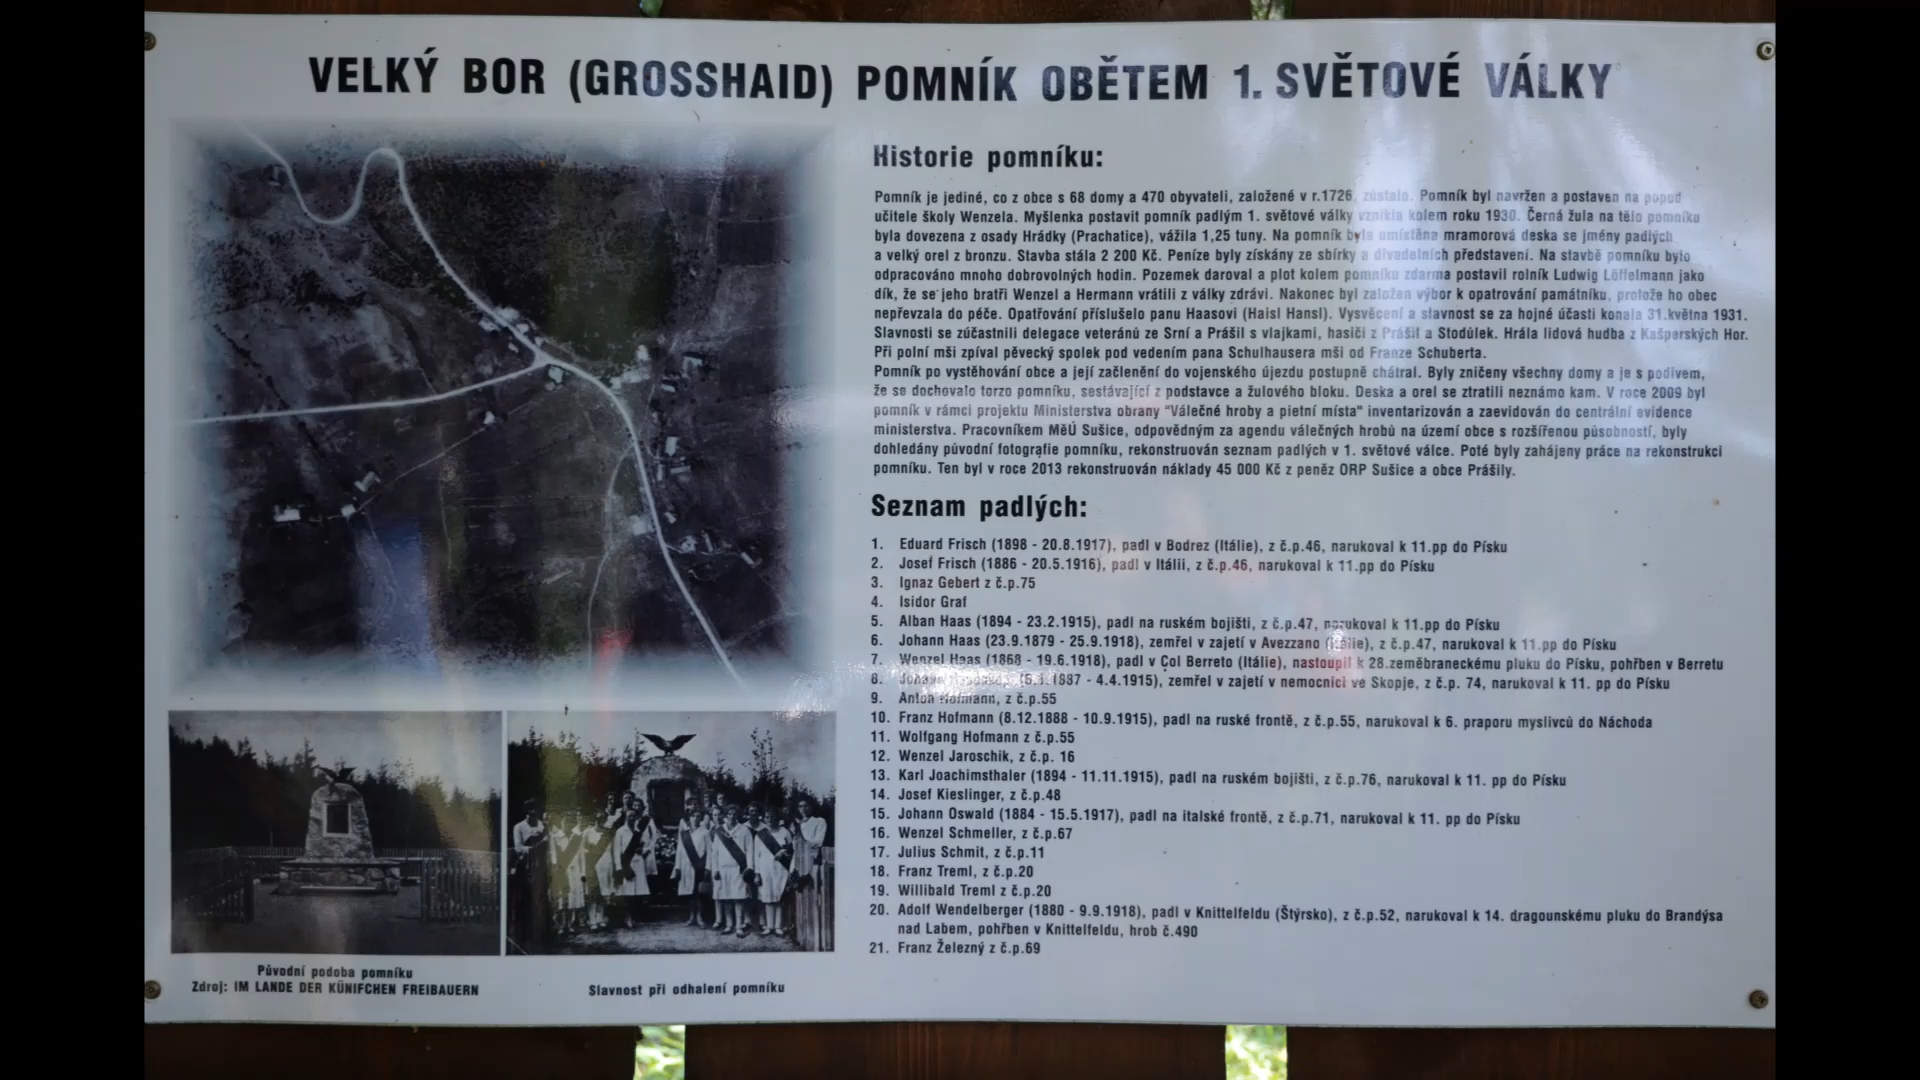 VELKÝ BOR (GROSSHAID) POMNÍK OBĚTEM 1. SVĚTOVÉ VÁLKY
Historie pomníku:
Pomník je jediné, co z obce s 68 domy a 470 obyvateli, založené v r.1726, zůstalo. Pomník byl navržen a postaven na popud
učitele školy Wenzela. Myšlenka postavit pomník padlým 1. světové války vznikla kolem roku 1930. Černá žula na tělo pomníku
byla dovezena z osady Hrádky (Prachatice), vážila 1,25 tuny. Na pomník byla umístěna mramorová deska se jmény padlých
a velký orel z bronzu. Stavba stála 2 200 Kč. Peníze byly získány ze sbírky a divadelních představení. Na stavbě pomníku bylo
odpracováno mnoho dobrovolných hodin. Pozemek daroval a plot kolem pomníku zdarma postavil rolník Ludwig Löffelmann jako
dík, že se jeho bratři Wenzel a Hermann vrátili z války zdrávi. Nakonec byl založen výbor k opatrování památníku, protože ho obec
nepřevzala do péče. Opatřování příslušelo panu Haasovi (Haisl Hansl). Vysvěcení a slavnost se za hojné účasti konala 31.května 1931.
Slavnosti se zúčastnili delegace veteránů ze Srní a Prášil s vlajkami, hasiči z Prášil a Stodůlek. Hrála lidová hudba z Kašperských Hor.
Při polní mši zpíval pěvecký spolek pod vedením pana Schulhausera mši od Franze Schuberta.
Pomník po vystěhování obce a její začlenění do vojenského újezdu postupně chátral. Byly zničeny všechny domy a je s podivem,
že se dochovalo torzo pomníku, sestávající z podstavce a žulového bloku. Deska a orel se ztratili neznámo kam. V roce 2009 byl
pomník v rámci projektu Ministerstva obrany "Válečné hroby a pietní místa" inventarizován a zaevidován do centrální evidence
ministerstva. Pracovníkem MěÚ Sušice, odpovědným za agendu válečných hrobů na území obce s rozšířenou působností, byly
dohledány původní fotografie pomníku, rekonstruován seznam padlých v 1. světové válce. Poté byly zahájeny práce na rekonstrukci
pomníku. Ten byl v roce 2013 rekonstruován náklady 45 000 Kč z peněz ORP Sušice a obce Prášily.
Seznam padlých:
1. Eduard Frisch (1898 - 20.8.1917), padl v Bodrez (Itálie), z č.p.46, narukoval k 11.pp do Písku
2. Josef Frisch (1886 - 20.5.1916), padl v Itálii, z č.p.46, narukoval k 11.pp do Písku
3. Ignaz Gebert z č.p.75
4. Isidor Graf
5. Alban Haas (1894 - 23.2.1915), padl na ruském bojišti, z č.p.47, narukoval k 11.pp do Písku
6. Johann Haas (23.9.1879 - 25.9.1918), zemřel v zajetí v Avezzano (Itálie), z č.p.47, narukoval k 11.pp do Písku
7. Wenzel Haas (1868 - 19.6.1918), padl v Col Berreto (Itálie), nastoupil k 28.zeměbraneckému pluku do Písku, pohřben v Berretu
8. 1887 - 4.4.1915), zemřel v zajetí v nemocnici ve Skopje, z č.p. 74, narukoval k 11. pp do Písku
9. Anton Hofmann, z č.p.55
10. Franz Hofmann (8.12.1888 - 10.9.1915), padl na ruské frontě, z č.p.55, narukoval k 6. praporu myslivců do Náchoda
11. Wolfgang Hofmann z č.p.55
12. Wenzel Jaroschik, z č.p. 16
13. Karl Joachimsthaler (1894 - 11.11.1915), padl na ruském bojišti, z č.p.76, narukoval k 11. pp do Písku
14. Josef Kieslinger, z č.p.48
15. Johann Oswald (1884 - 15.5.1917), padl na italské frontě, z č.p.71, narukoval k 11. pp do Písku
16. Wenzel Schmeller, z č.p.67
17. Julius Schmit, z č.p.11
18. Franz Treml, z č.p.20
19. Willibald Treml z č.p.20
20. Adolf Wendelberger (1880 - 9.9.1918), padl v Knittelfeldu (Štýrsko), z č.p.52, narukoval k 14. dragounskému pluku do Brandýsa
nad Labem, pohřben v Knittelfeldu, hrob č.490
21. Franz Železný z č.p.69
Původní podoba pomníku
Zdroj: IM LANDE DER KÜNIFCHEN FREIBAUERN
Slavnost při odhalení pomníku